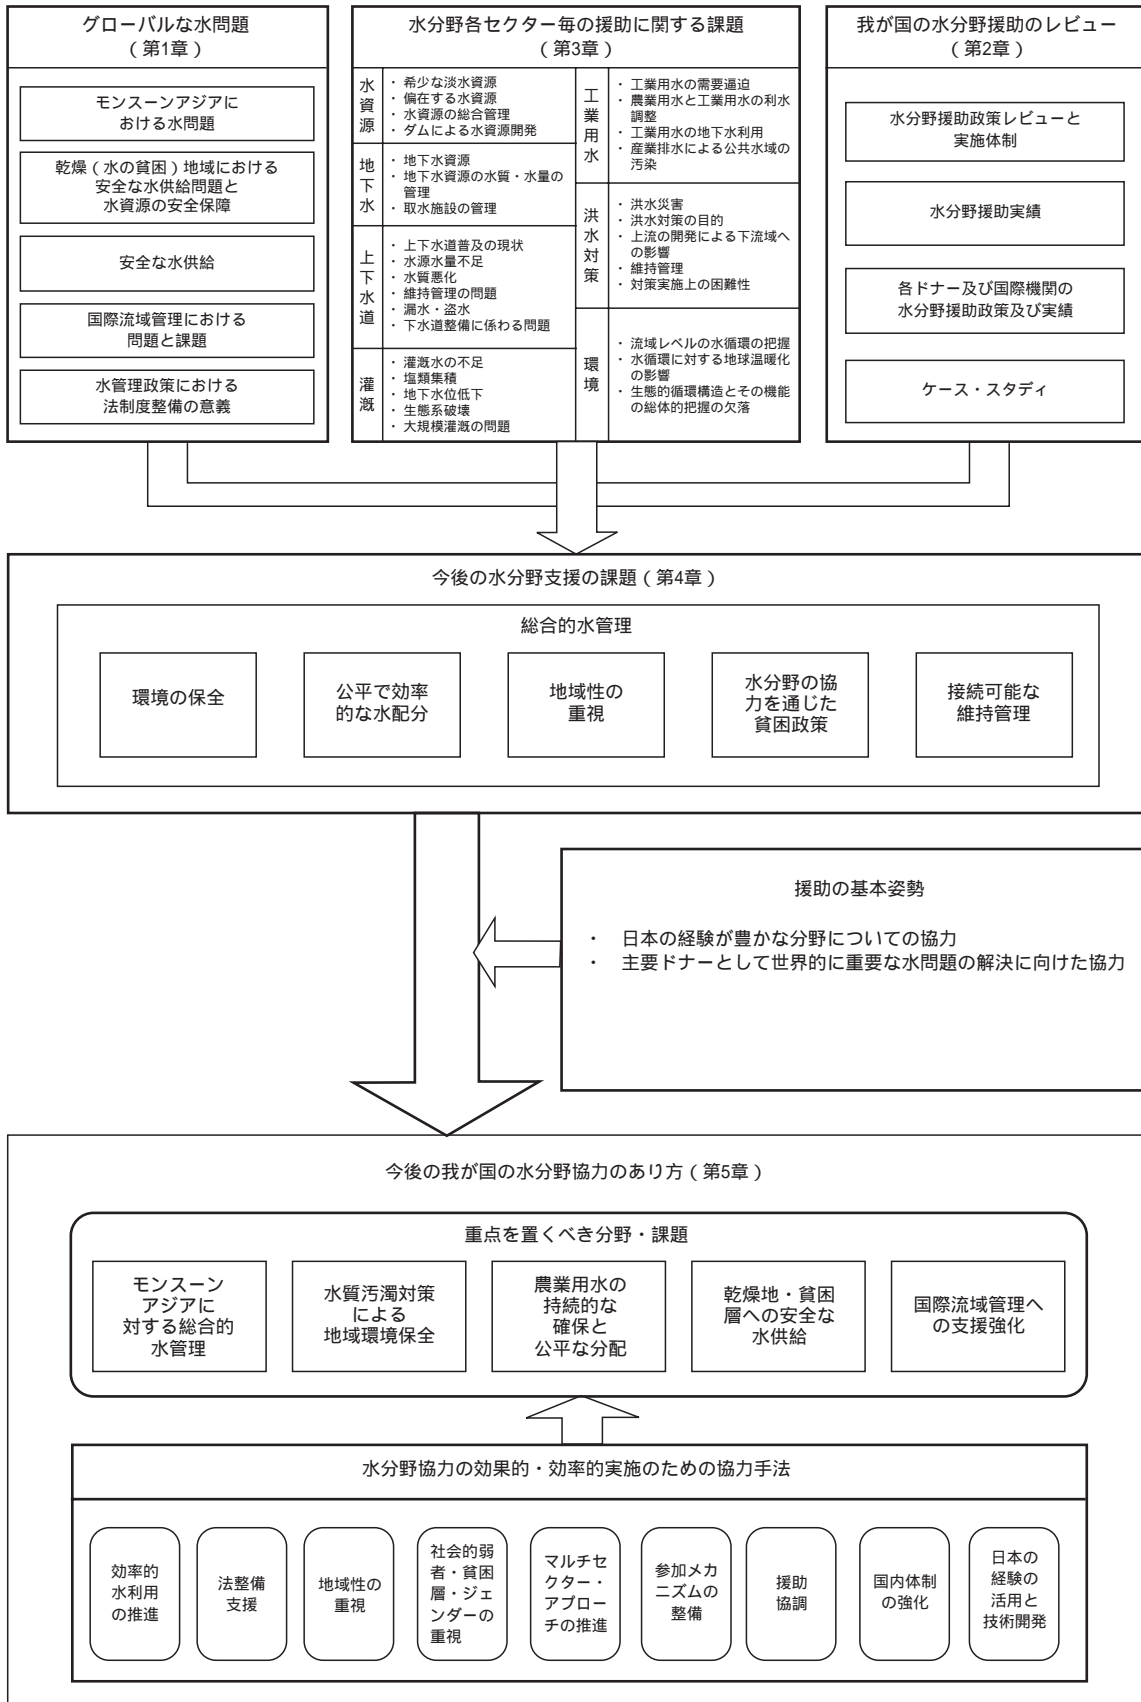 グローバルな水問題
(第1章)
モンスーンアジアに
おける水問題
乾燥(水の貧困)地域における
安全な水供給問題と
水資源の安全保障
安全な水供給
国際流域管理における
問題と課題
水管理政策における
法制度整備の意義
水分野各セクター毎の援助に関する課題
(第3章)
水資源
・ 希少な淡水資源
・ 偏在する水資源
・ 水資源の総合管理
・ ダムによる水資源開発
地下水
・ 地下水資源
・ 地下水資源の水質・水量の
管理
・ 取水施設の管理
上下水道
・ 上下水道普及の現状
・ 水源水量不足
・ 水質悪化
・ 維持管理の問題
・ 漏水・盗水
・ 下水道整備に係わる問題
灌漑
・ 灌漑水の不足
・ 塩類集積
・ 地下水位低下
・ 生態系破壊
・ 大規模灌漑の問題
工業用水
・ 工業用水の需要逼迫
・ 農業用水と工業用水の利水
調整
・ 工業用水の地下水利用
・ 産業排水による公共水域の
汚染
洪水対策
・ 洪水災害
・ 洪水対策の目的
・ 上流の開発による下流域へ
の影響
・ 維持管理
・ 対策実施上の困難性
環境
・ 流域レベルの水循環の把握
・ 水循環に対する地球温暖化
の影響
・ 生態的循環構造とその機能
の総体的把握の欠落
我が国の水分野援助のレビュー
(第2章)
水分野援助政策レビューと
実施体制
水分野援助実績
各ドナー及び国際機関の
水分野援助政策及び実績
ケース・スタディ
今後の水分野支援の課題(第4章)
総合的水管理
環境の保全
公平で効率
的な水配分
地域性の
重視
水分野の協
力を通じた
貧困政策
接続可能な
維持管理
援助の基本姿勢
・ 日本の経験が豊かな分野についての協力
・ 主要ドナーとして世界的に重要な水問題の解決に向けた協力
今後の我が国の水分野協力のあり方(第5章)
重点を置くべき分野・課題
モンスーン
アジアに
対する総合的
水管理
水質汚濁対策
による
地域環境保全
農業用水の
持続的な
確保と
公平な分配
乾燥地・貧困
層への安全な
水供給
国際流域管理へ
の支援強化
水分野協力の効果的・効率的実施のための協力手法
効率的
水利用
の推進
法整備
支援
地域性の
重視
社会的弱
者・貧困
層・ジェ
ンダーの
重視
マルチセ
クター・
アプロー
チの推進
参加メカ
ニズムの
整備
援助
協調
国内体制
の強化
日本の
経験の
活用と
技術開発